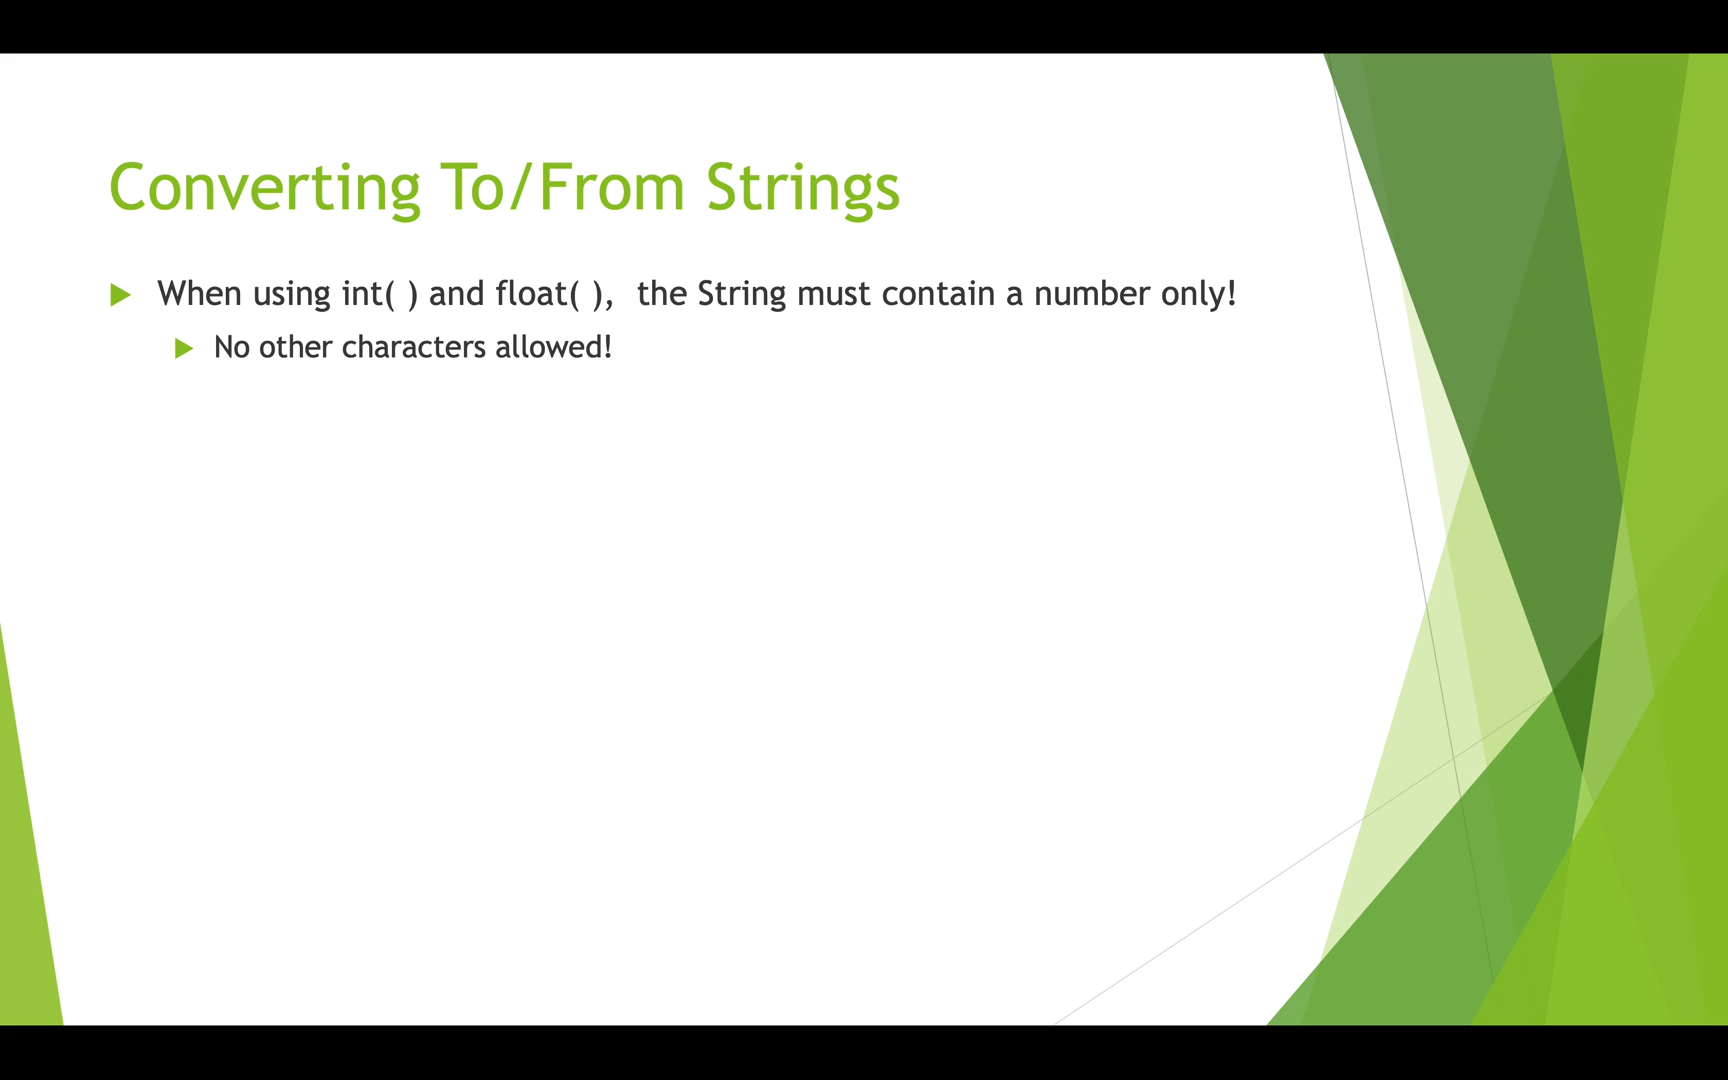 Converting To/From Strings
When using int( ) and float( ),  the String must contain a number only!
No other characters allowed!